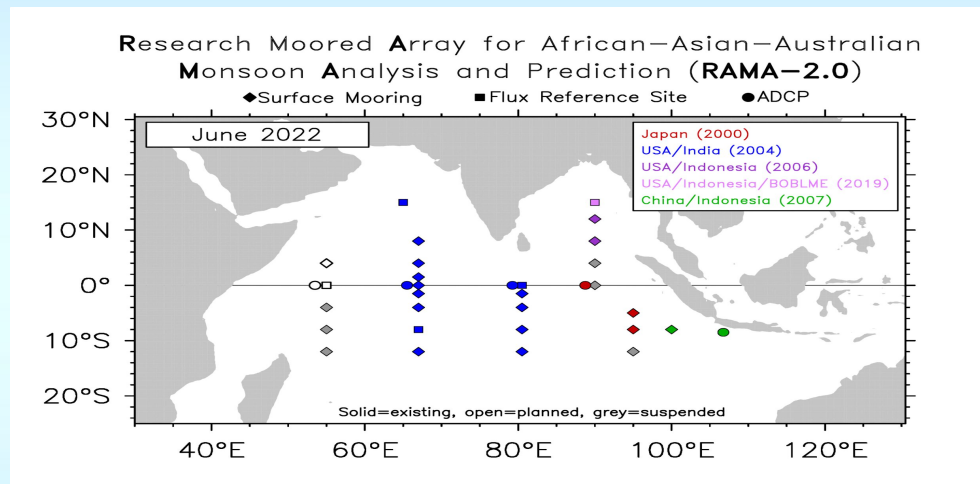 Research Moored Array for African-Asian-Australian
Monsoon Analysis and Prediction (RAMA-2.0)
Surface Mooring Flux Reference Site ADCP
30°N
June 2022
Japan (2000)
USA/India (2004)
USA/Indonesia (2006)
USA/Indonesia/BOBLME (2019)
China/Indonesia (2007)
20°N
10°N
0°
10°S
20°S
Solid=existing, open=planned, grey=suspended
40°E 60°E 80°E 100°E 120°E